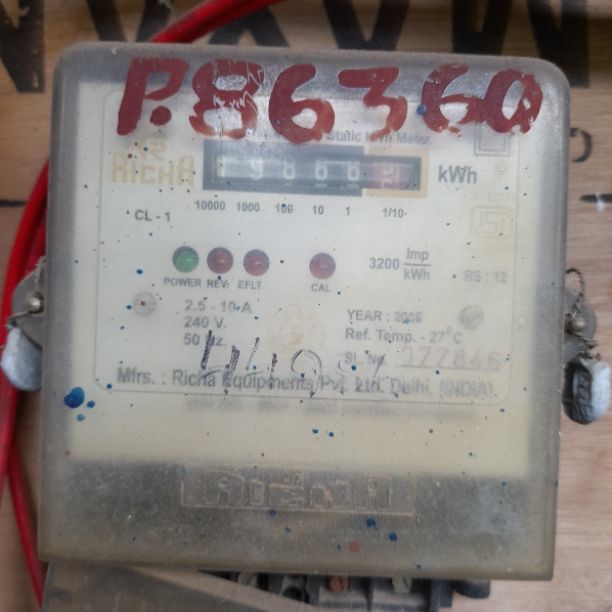 P.86360
Static kWh Meter
RICHA
kWh
10000 1000 100 10 1 1/10
CL - 1
3200 Imp/kWh
POWER REV: EFLT CAL
RS : 12
2.5 - 10 A
240 V.
50 Hz.
YEAR :
Ref. Temp. - 27°C
Sl. No. 077846
Mfrs. : Richa Equipments Pvt. Ltd. Delhi. (INDIA).